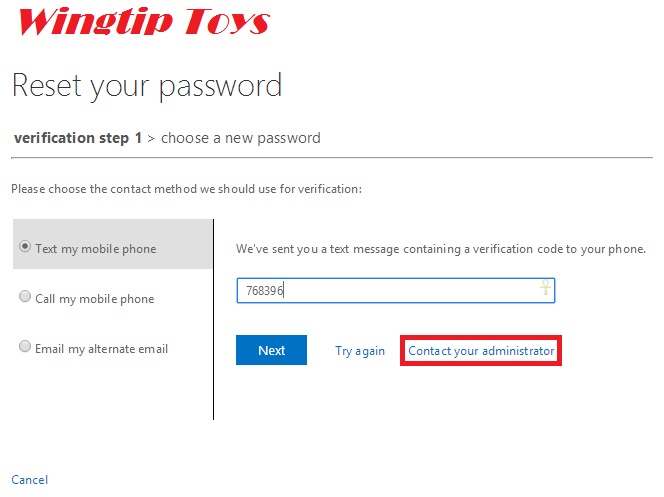 Wingtip Toys
Reset your password
verification step 1 > choose a new password
Please choose the contact method we should use for verification:
Text my mobile phone
We've sent you a text message containing a verification code to your phone.
768396
Call my mobile phone
Email my alternate email
Next
Try again
Contact your administrator
Cancel